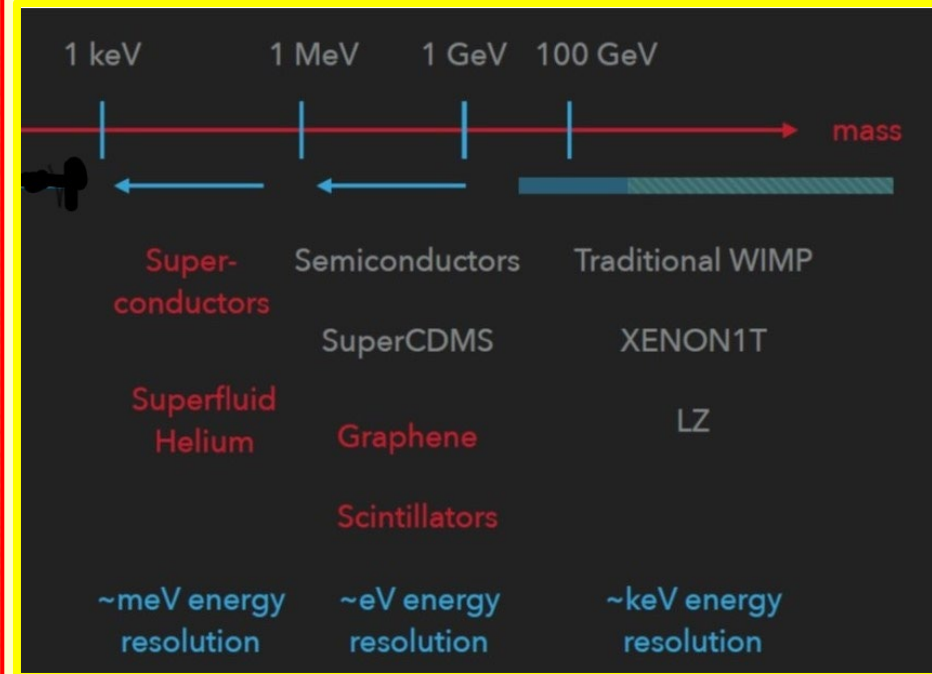 1 keV 1 MeV 1 GeV 100 GeV
mass
Super-
conductors
Semiconductors
Traditional WIMP
SuperCDMS
XENON1T
Superfluid
Helium
Graphene
LZ
Scintillators
~meV energy
resolution
~eV energy
resolution
~keV energy
resolution